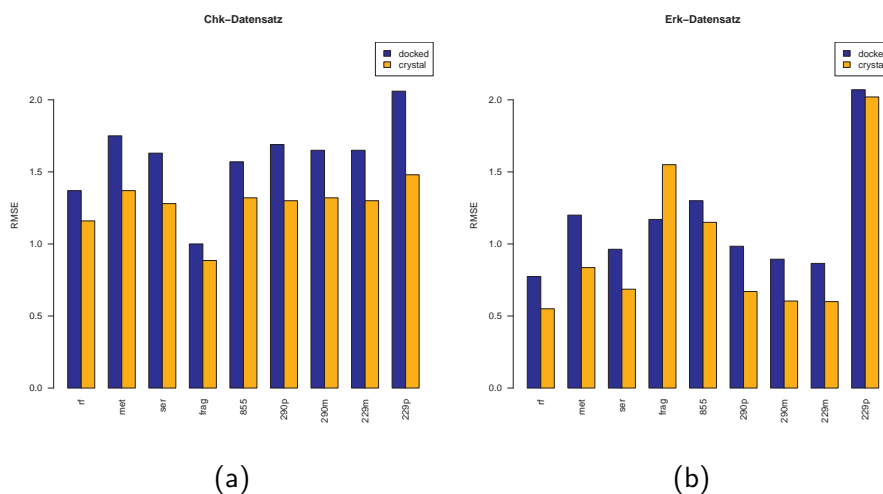 Chk−Datensatz
docked
crystal
RMSE
2.0
1.5
1.0
0.5
0.0
rf
met
ser
frag
855
290p
290m
229m
229p
(a)
Erk−Datensatz
docked
crystal
RMSE
2.0
1.5
1.0
0.5
0.0
rf
met
ser
frag
855
290p
290m
229m
229p
(b)